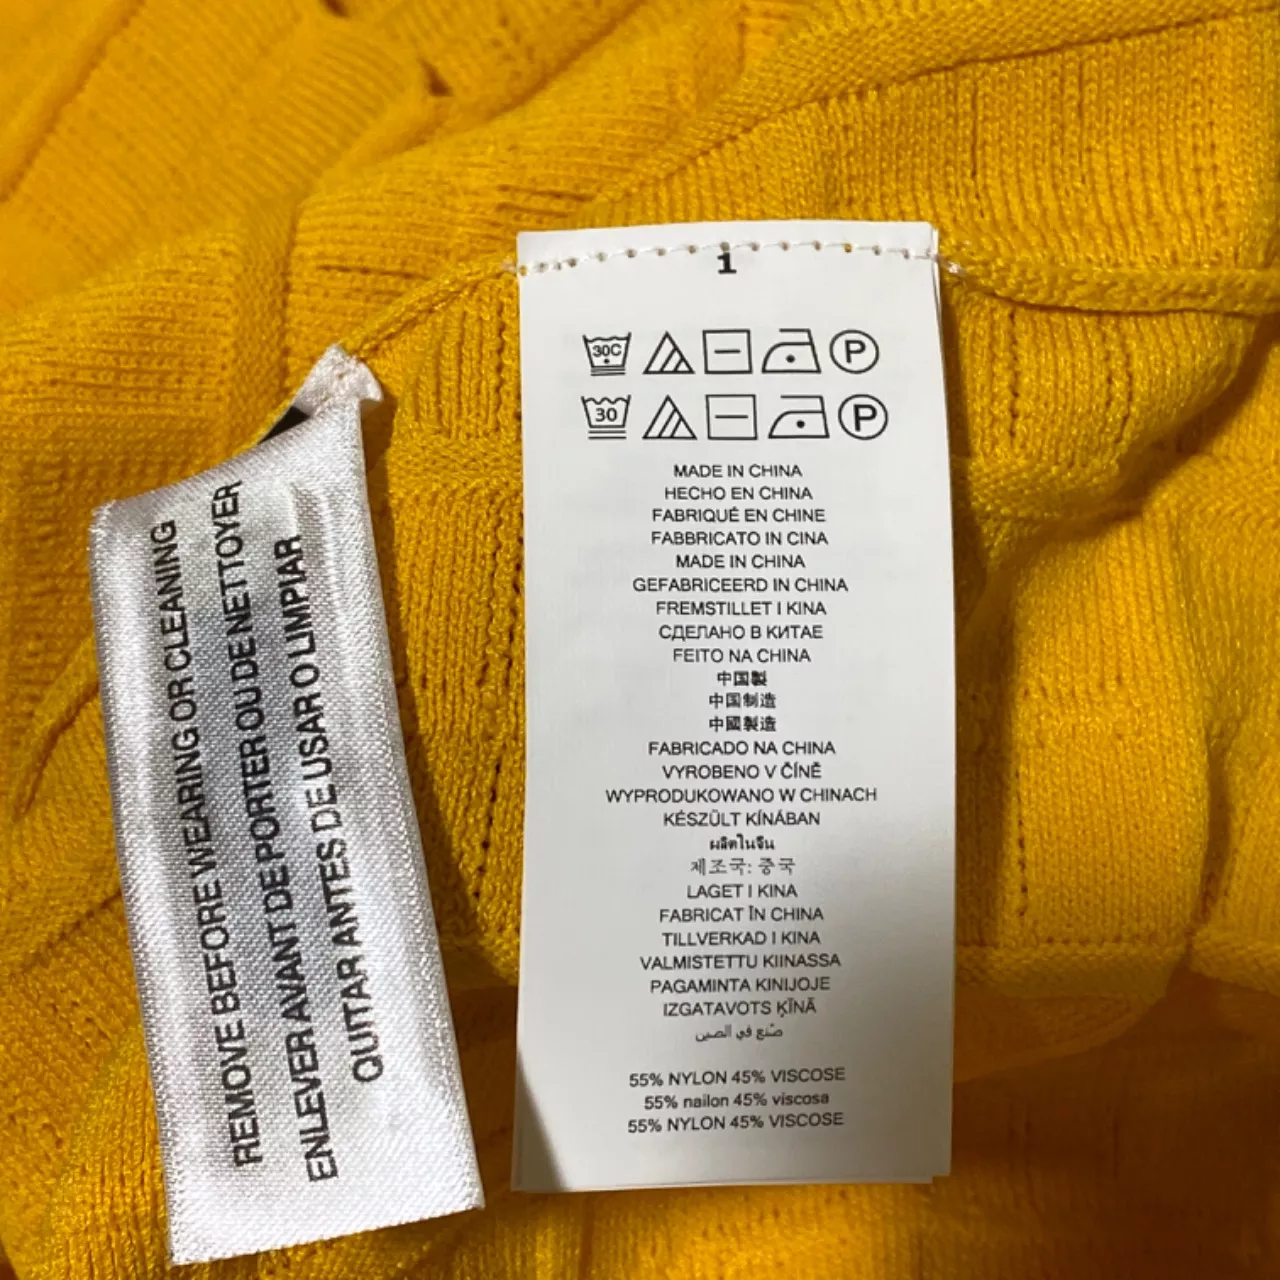 REMOVE BEFORE WEARING OR CLEANING
ENLEVER AVANT DE PORTER OU DE NETTOYER
QUITAR ANTES DE USAR O LIMPIAR
1
30C P
30 P
MADE IN CHINA
HECHO EN CHINA
FABRIQUÉ EN CHINE
FABBRICATO IN CINA
MADE IN CHINA
GEFABRICEERD IN CHINA
FREMSTILLET I KINA
СДЕЛАНО В КИТАЕ
FEITO NA CHINA
中国製
中国制造
中國製造
FABRICADO NA CHINA
VYROBENO V ČÍNĚ
WYPRODUKOWANO W CHINACH
KÉSZÜLT KÍNÁBAN
ผลิตในจีน
제조국: 중국
LAGET I KINA
FABRICAT ÎN CHINA
TILLVERKAD I KINA
VALMISTETTU KIINASSA
PAGAMINTA KINIJOJE
IZGATAVOTS ĶĪNĀ
صُنع في الصين
55% NYLON 45% VISCOSE
55% nailon 45% viscosa
55% NYLON 45% VISCOSE